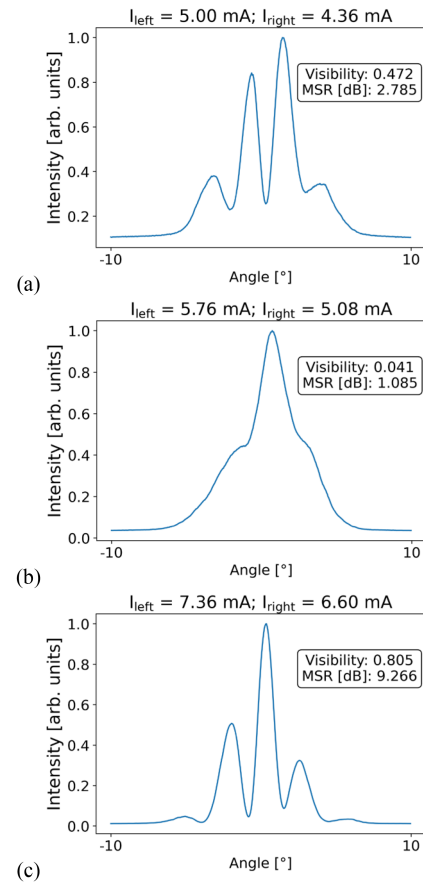 I_left = 5.00 mA; I_right = 4.36 mA
1.0
0.8
0.6
0.4
0.2
Intensity [arb. units]
Visibility: 0.472
MSR [dB]: 2.785
-10
10
Angle [°]
(a)
I_left = 5.76 mA; I_right = 5.08 mA
1.0
0.8
0.6
0.4
0.2
0.0
Intensity [arb. units]
Visibility: 0.041
MSR [dB]: 1.085
-10
10
Angle [°]
(b)
I_left = 7.36 mA; I_right = 6.60 mA
1.0
0.8
0.6
0.4
0.2
0.0
Intensity [arb. units]
Visibility: 0.805
MSR [dB]: 9.266
-10
10
Angle [°]
(c)